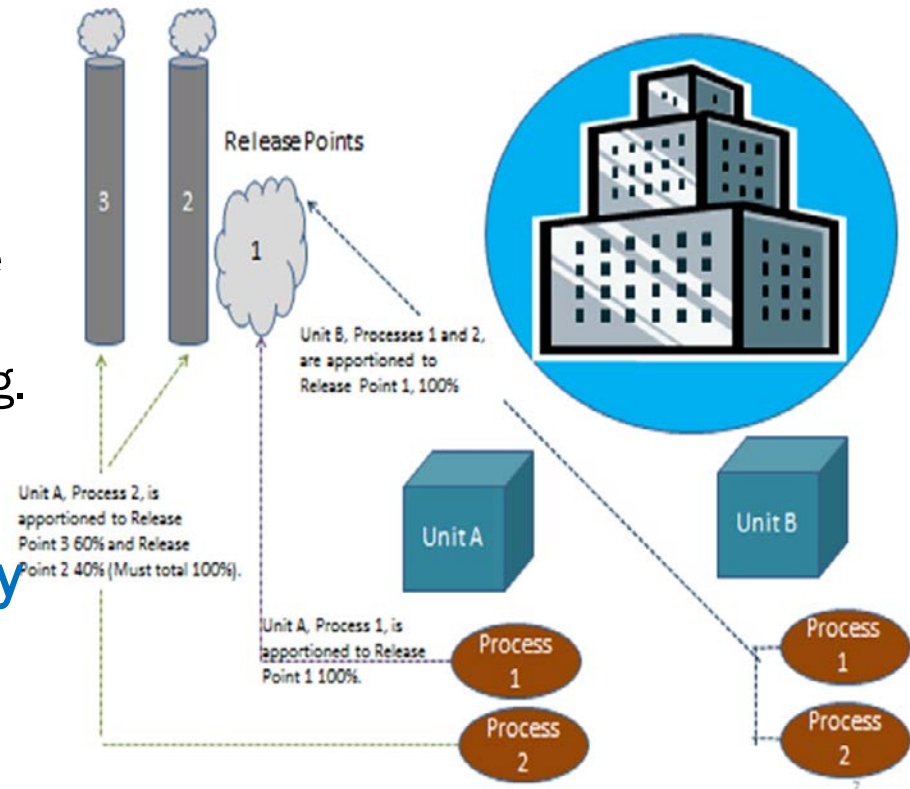 Release Points
3
2
1
g.
y
Unit B, Processes 1 and 2,
are apportioned to
Release Point 1, 100%
Unit A, Process 2, is
apportioned to Release
Point 3 60% and Release
Point 2 40% (Must total 100%).
Unit A
Unit B
Unit A, Process 1, is
apportioned to Release
Point 1 100%.
Process
1
Process
2
Process
1
Process
2